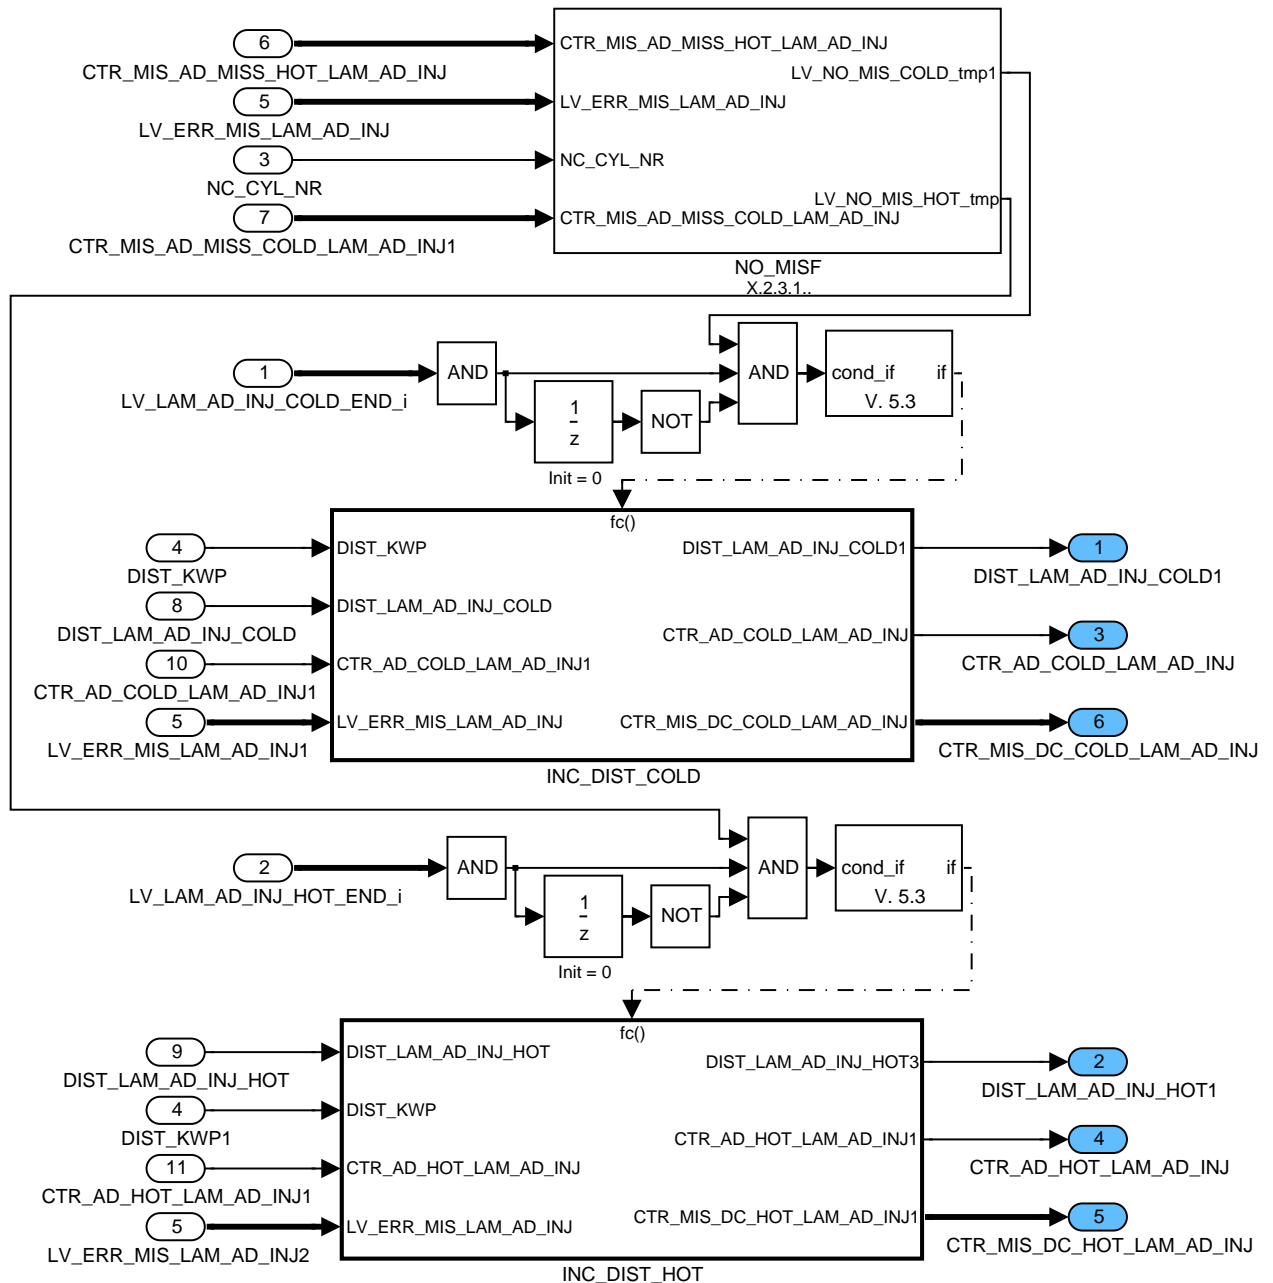 6
CTR_MIS_AD_MISS_HOT_LAM_AD_INJ
5
LV_ERR_MIS_LAM_AD_INJ
3
NC_CYL_NR
7
CTR_MIS_AD_MISS_COLD_LAM_AD_INJ1
CTR_MIS_AD_MISS_HOT_LAM_AD_INJ
LV_NO_MIS_COLD_tmp1
LV_ERR_MIS_LAM_AD_INJ
NC_CYL_NR
LV_NO_MIS_HOT_tmp
CTR_MIS_AD_MISS_COLD_LAM_AD_INJ
NO_MISF
X.2.3.1..
1
LV_LAM_AD_INJ_COLD_END_i
AND
1
z
Init = 0
NOT
AND
cond_if if
V. 5.3
fc()
4
DIST_KWP
8
DIST_LAM_AD_INJ_COLD
10
CTR_AD_COLD_LAM_AD_INJ1
5
LV_ERR_MIS_LAM_AD_INJ1
DIST_KWP
DIST_LAM_AD_INJ_COLD
CTR_AD_COLD_LAM_AD_INJ1
LV_ERR_MIS_LAM_AD_INJ
DIST_LAM_AD_INJ_COLD1
CTR_AD_COLD_LAM_AD_INJ
CTR_MIS_DC_COLD_LAM_AD_INJ
INC_DIST_COLD
1
DIST_LAM_AD_INJ_COLD1
3
CTR_AD_COLD_LAM_AD_INJ
6
CTR_MIS_DC_COLD_LAM_AD_INJ
2
LV_LAM_AD_INJ_HOT_END_i
AND
1
z
Init = 0
NOT
AND
cond_if if
V. 5.3
fc()
9
DIST_LAM_AD_INJ_HOT
4
DIST_KWP1
11
CTR_AD_HOT_LAM_AD_INJ1
5
LV_ERR_MIS_LAM_AD_INJ2
DIST_LAM_AD_INJ_HOT
DIST_KWP
CTR_AD_HOT_LAM_AD_INJ
LV_ERR_MIS_LAM_AD_INJ
DIST_LAM_AD_INJ_HOT3
CTR_AD_HOT_LAM_AD_INJ1
CTR_MIS_DC_HOT_LAM_AD_INJ1
INC_DIST_HOT
2
DIST_LAM_AD_INJ_HOT1
4
CTR_AD_HOT_LAM_AD_INJ
5
CTR_MIS_DC_HOT_LAM_AD_INJ